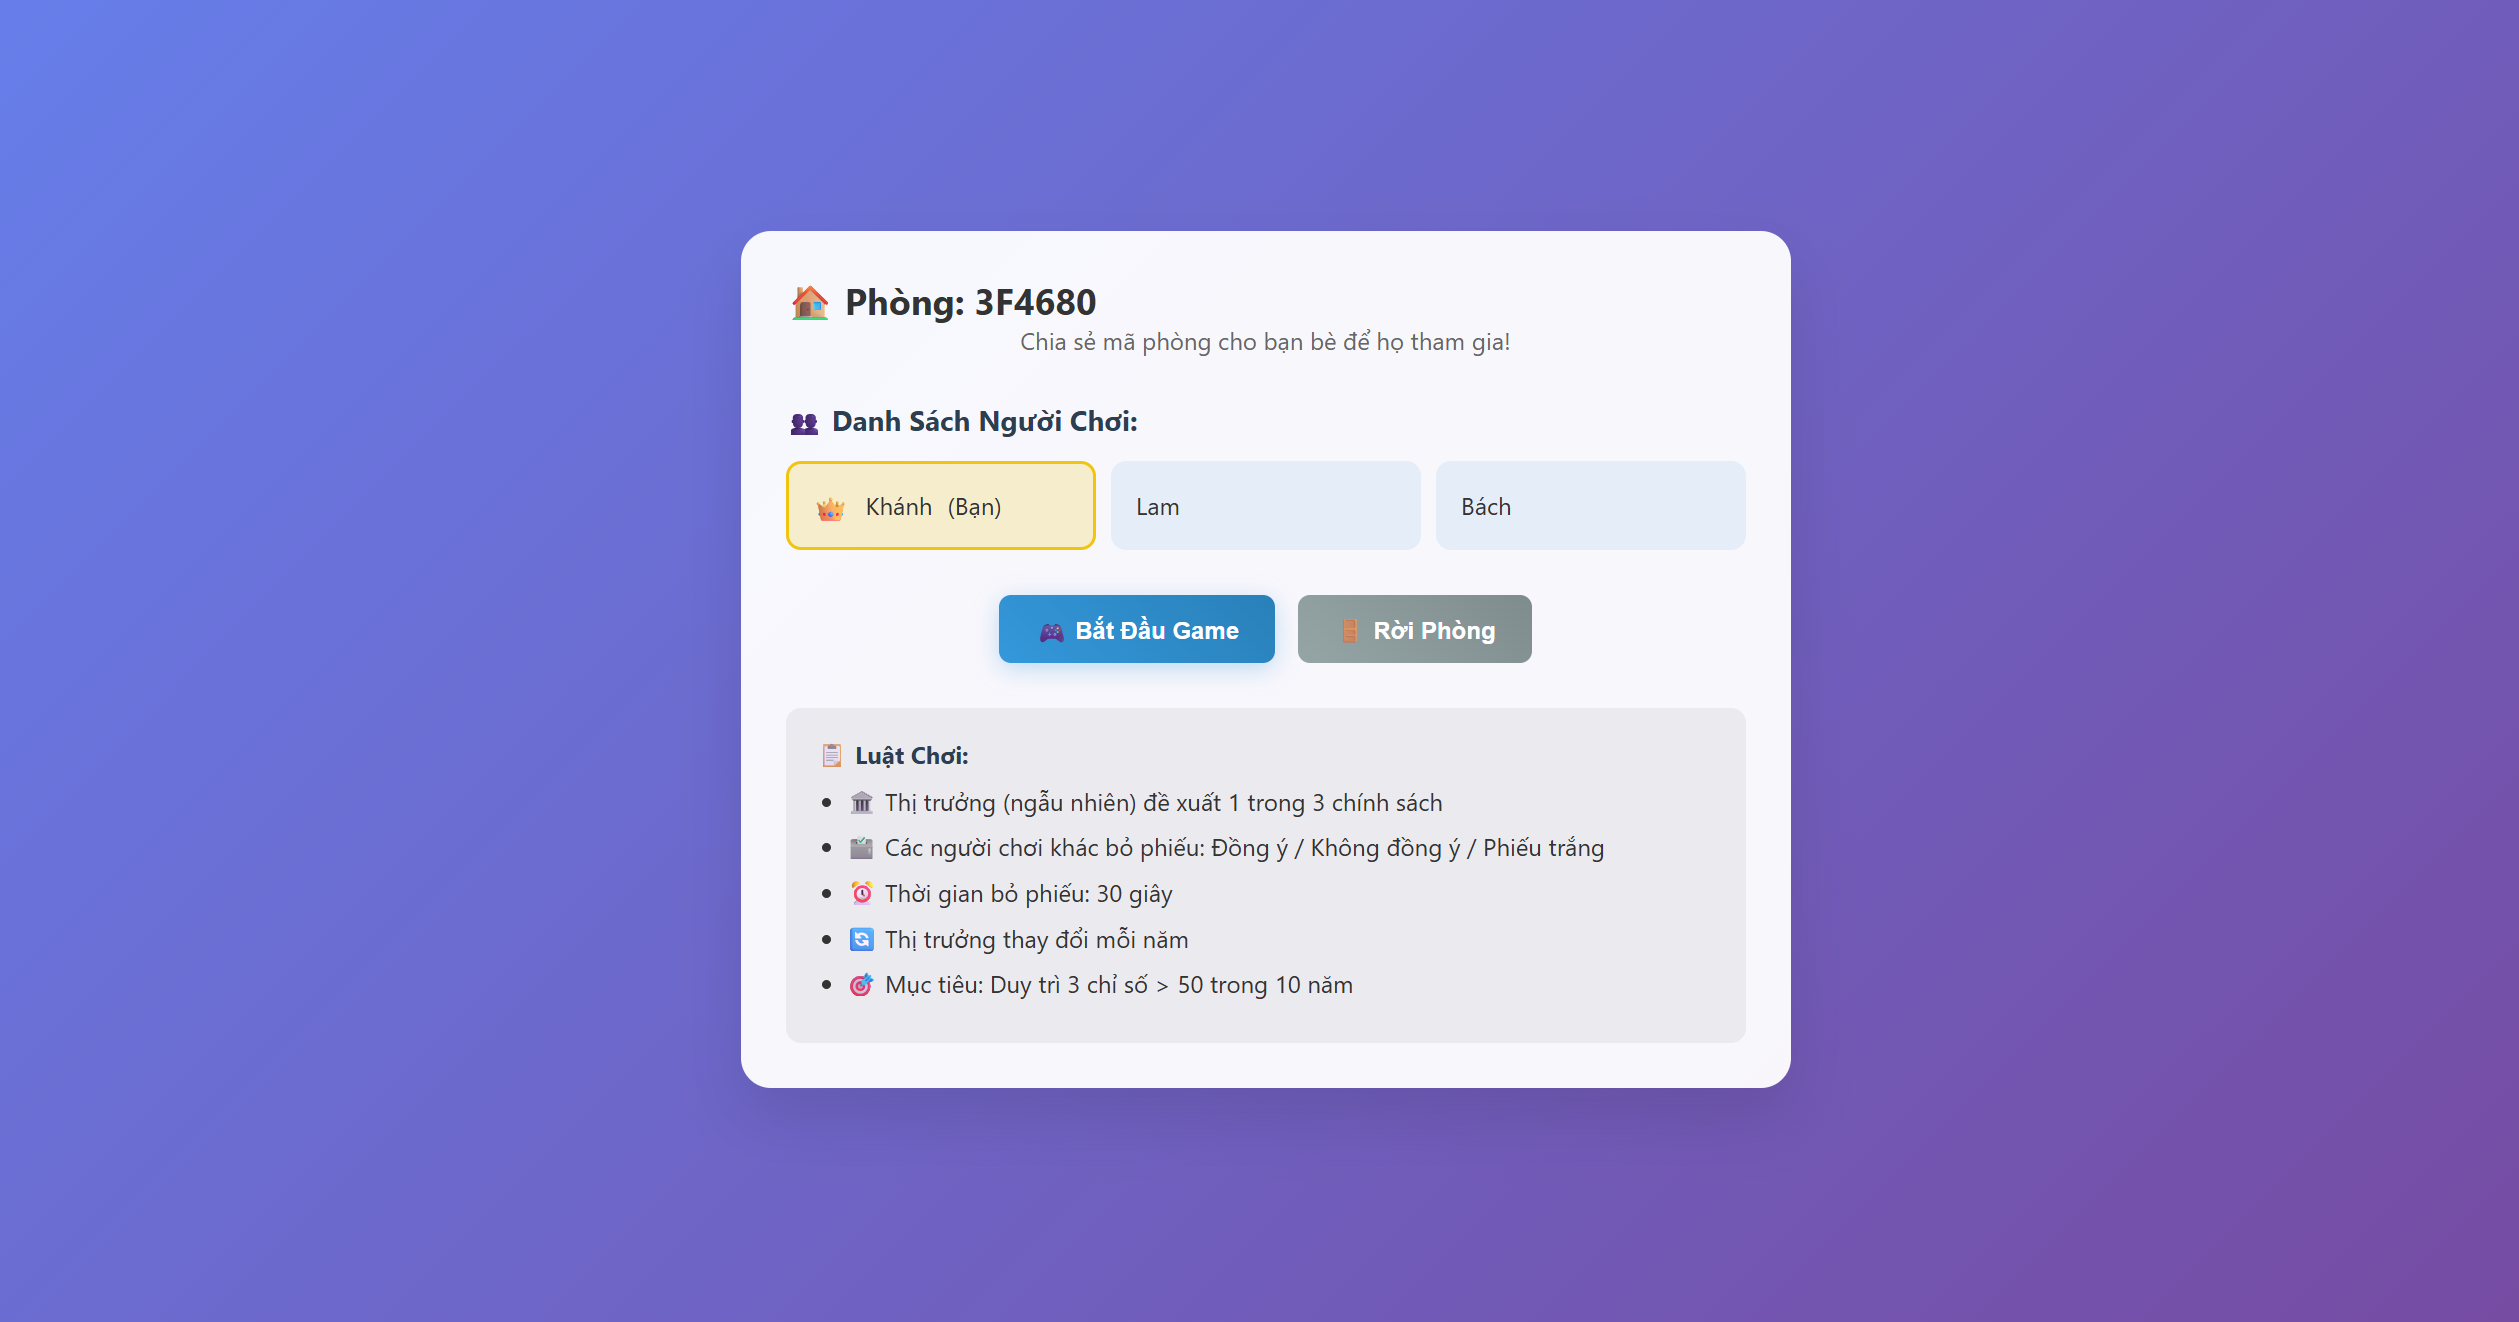 Phòng: 3F4680
Chia sẻ mã phòng cho bạn bè để họ tham gia!
Danh Sách Người Chơi:
Khánh (Bạn)
Lam
Bách
Bắt Đầu Game
Rời Phòng
Luật Chơi:
Thị trưởng (ngẫu nhiên) đề xuất 1 trong 3 chính sách
Các người chơi khác bỏ phiếu: Đồng ý / Không đồng ý / Phiếu trắng
Thời gian bỏ phiếu: 30 giây
Thị trưởng thay đổi mỗi năm
Mục tiêu: Duy trì 3 chỉ số > 50 trong 10 năm